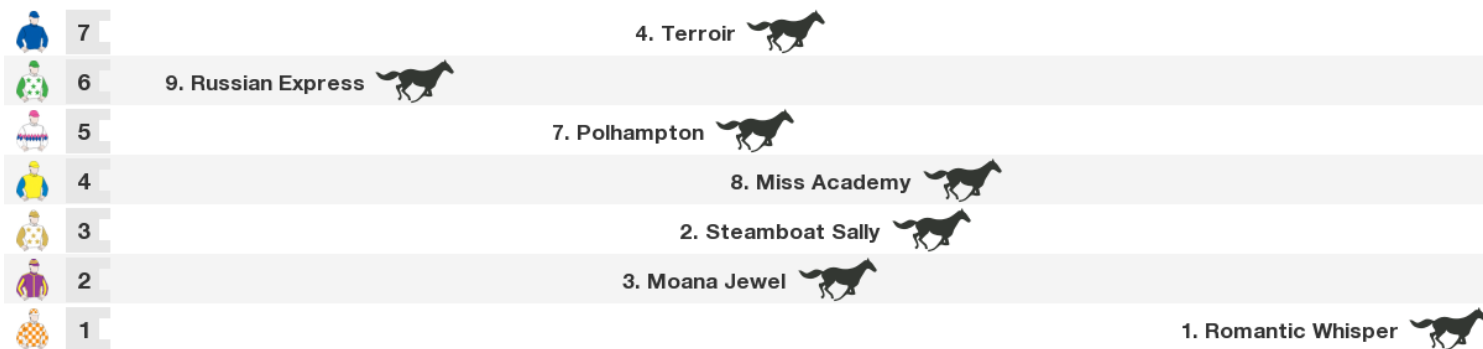 7 4. Terroir
6 9. Russian Express
5 7. Polhampton
4 8. Miss Academy
3 2. Steamboat Sally
2 3. Moana Jewel
1 1. Romantic Whisper